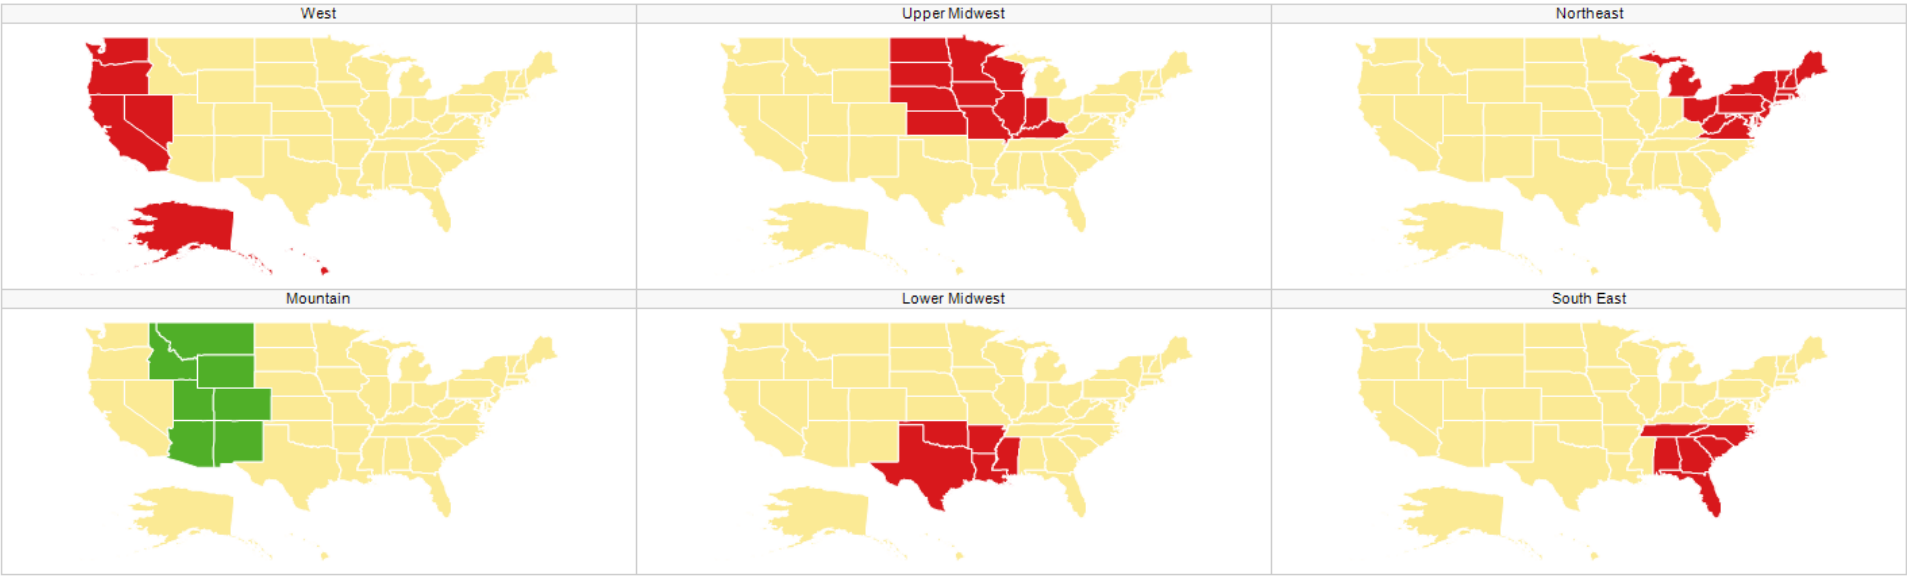 West
Upper Midwest
Northeast
Mountain
Lower Midwest
South East